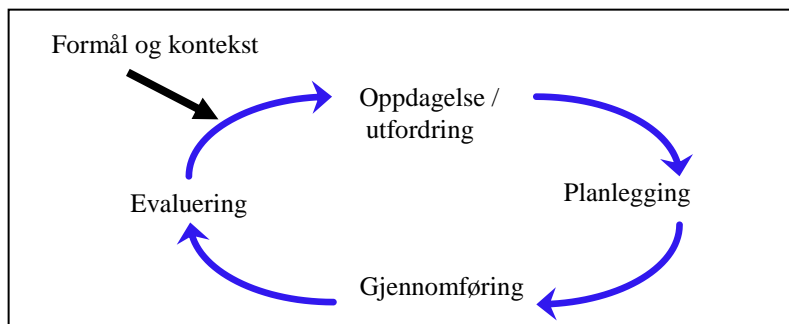 Formål og kontekst
Oppdagelse /
utfordring
Planlegging
Evaluering
Gjennomføring